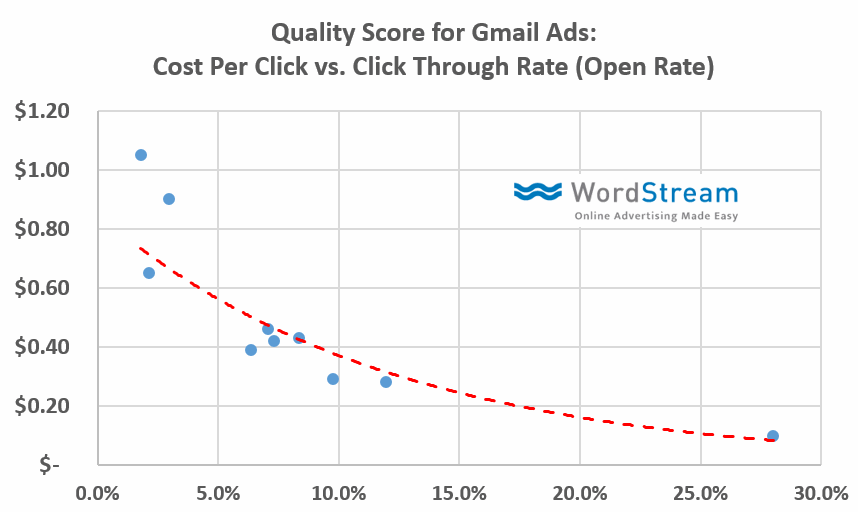 Quality Score for Gmail Ads:
Cost Per Click vs. Click Through Rate (Open Rate)
$1.20
$1.00
WordStream
Online Advertising Made Easy
$0.80
$0.60
$0.40
$0.20
$-
0.0% 5.0% 10.0% 15.0% 20.0% 25.0% 30.0%